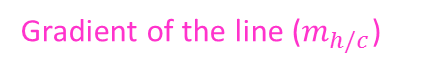 Gradient of the line (m_{h/c})